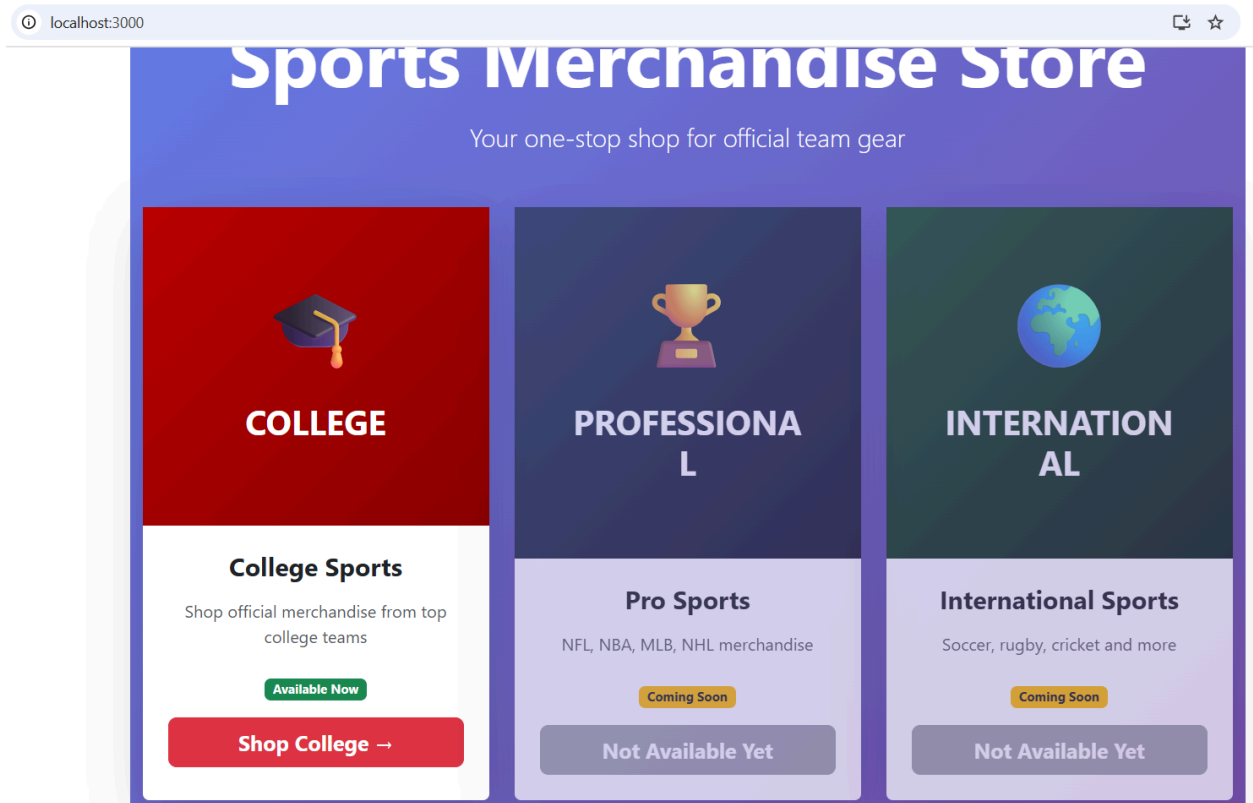 localhost:3000
Sports Merchandise Store
Your one-stop shop for official team gear
COLLEGE
College Sports
Shop official merchandise from top
college teams
Available Now
Shop College →
PROFESSIONA
L
Pro Sports
NFL, NBA, MLB, NHL merchandise
Coming Soon
Not Available Yet
INTERNATION
AL
International Sports
Soccer, rugby, cricket and more
Coming Soon
Not Available Yet